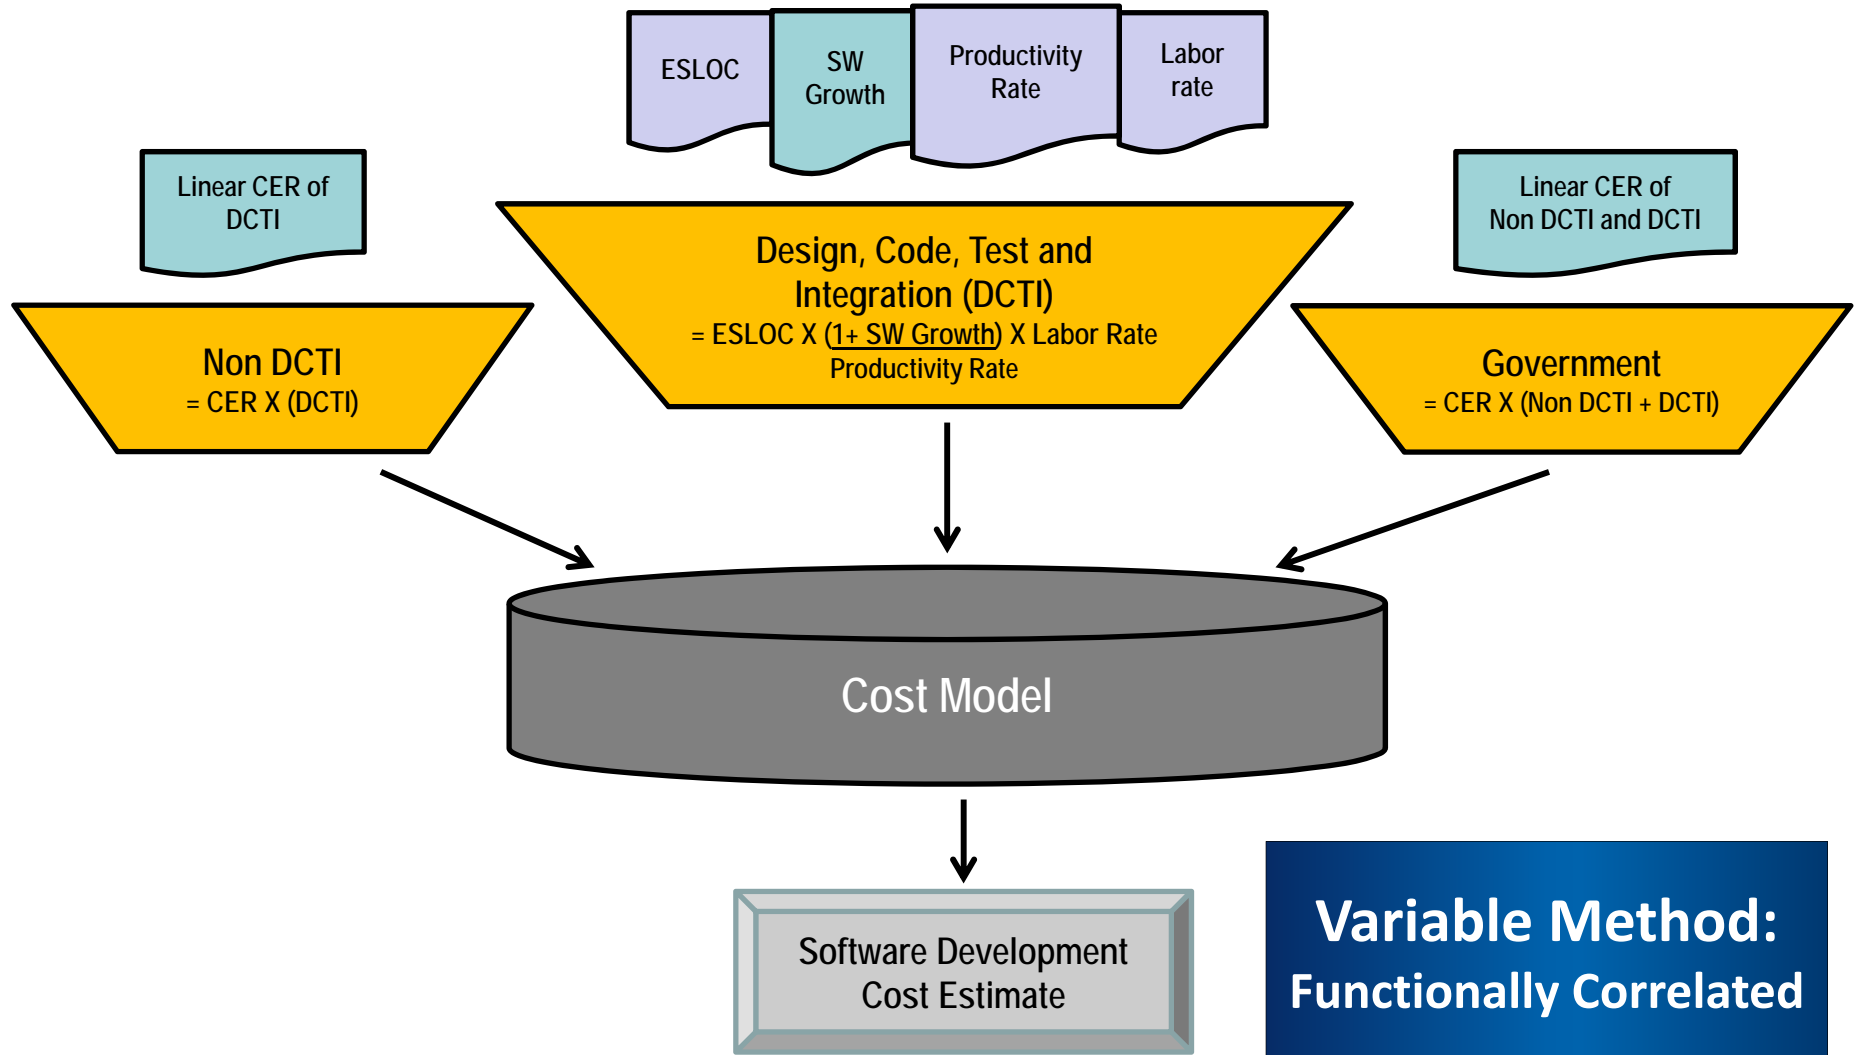 ESLOC
SW
Growth
Productivity
Rate
Labor
rate
Linear CER of
DCTI
Linear CER of
Non DCTI and DCTI
Design, Code, Test and
Integration (DCTI)
= ESLOC X (1+ SW Growth) X Labor Rate
Productivity Rate
Non DCTI
= CER X (DCTI)
Government
= CER X (Non DCTI + DCTI)
Cost Model
Software Development
Cost Estimate
Variable Method:
Functionally Correlated